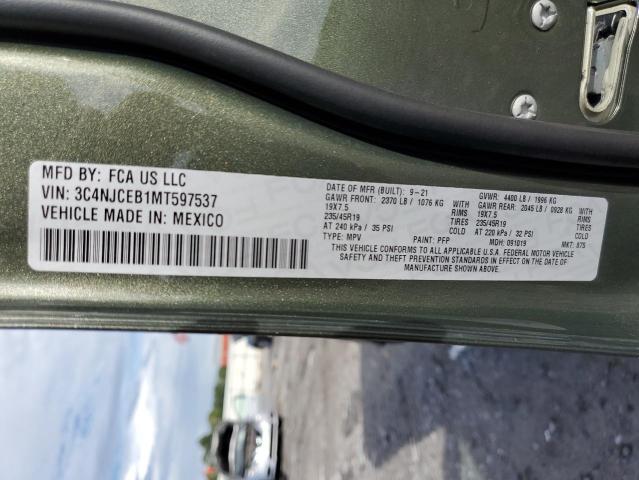 MFD BY: FCA US LLC
VIN: 3C4NJCEB1MT597537
VEHICLE MADE IN: MEXICO
DATE OF MFR (BUILT): 9-21 GVWR: 4400 LB / 1996 KG
GAWR FRONT: 2370 LB / 1076 KG WITH GAWR REAR: 2045 LB / 0928 KG WITH
19X7.5 RIMS 19X7.5 RIMS
235/45R19 TIRES 235/45R19 TIRES
AT 240 kPa / 35 PSI COLD AT 220 kPa / 32 PSI COLD
TYPE: MPV PAINT: PFP MDH: 091019 MKT: 875
THIS VEHICLE CONFORMS TO ALL APPLICABLE U.S.A. FEDERAL MOTOR VEHICLE
SAFETY AND THEFT PREVENTION STANDARDS IN EFFECT ON THE DATE OF
MANUFACTURE SHOWN ABOVE.